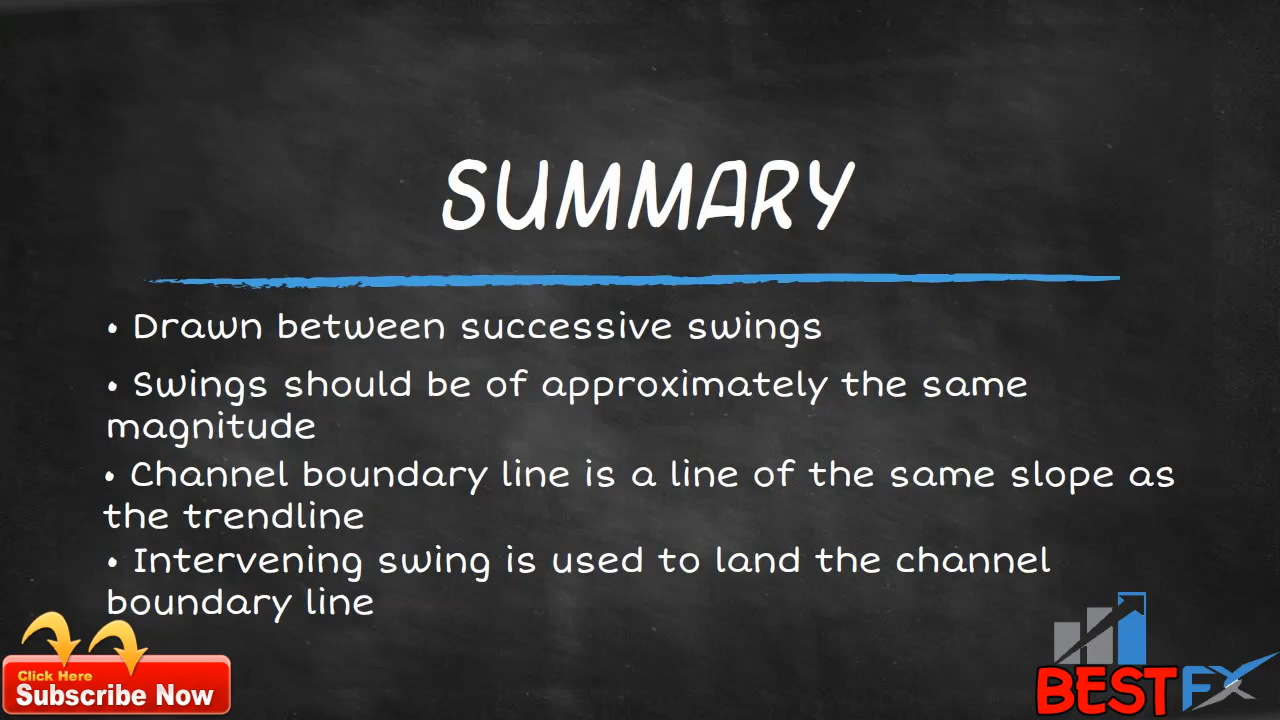 SUMMARY
• Drawn between successive swings
• Swings should be of approximately the same
magnitude
• Channel boundary line is a line of the same slope as
the trendline
• Intervening swing is used to land the channel
boundary line
Click Here
Subscribe Now
BESTFX